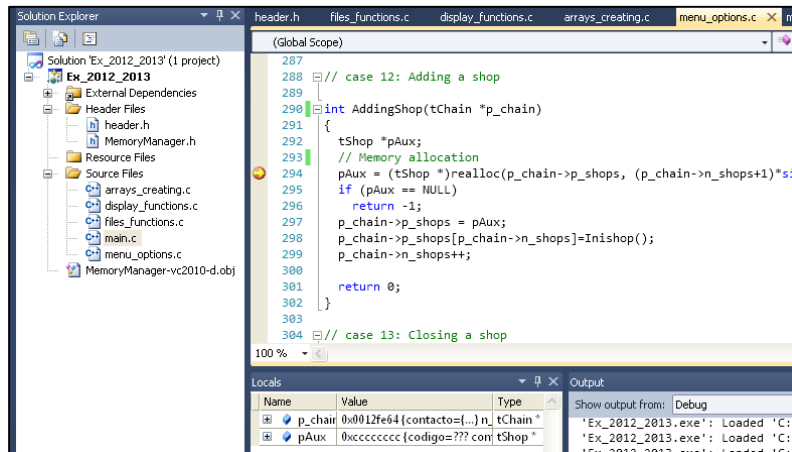 Solution Explorer
Solution 'Ex_2012_2013' (1 project)
Ex_2012_2013
External Dependencies
Header Files
header.h
MemoryManager.h
Resource Files
Source Files
arrays_creating.c
display_functions.c
files_functions.c
main.c
menu_options.c
MemoryManager-vc2010-d.obj
header.h files_functions.c display_functions.c arrays_creating.c menu_options.c
(Global Scope)
287
288 // case 12: Adding a shop
289
290 int AddingShop(tChain *p_chain)
291 {
292 tShop *pAux;
293 // Memory allocation
294 pAux = (tShop *)realloc(p_chain->p_shops, (p_chain->n_shops+1)*si
295 if (pAux == NULL)
296 return -1;
297 p_chain->p_shops = pAux;
298 p_chain->p_shops[p_chain->n_shops]=Inishop();
299 p_chain->n_shops++;
300
301 return 0;
302 }
303
304 // case 13: Closing a shop
100 %
Locals
Name Value Type
p_chair 0x0012fe64 {contacto={...} n_ tChain *
pAux 0xcccccccc {codigo=??? con tShop *
Output
Show output from: Debug
'Ex_2012_2013.exe': Loaded 'C:
'Ex_2012_2013.exe': Loaded 'C: